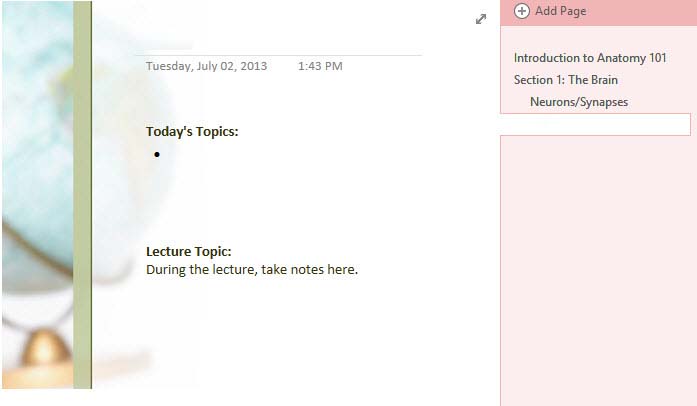 Add Page
Introduction to Anatomy 101
Section 1: The Brain
Neurons/Synapses
Tuesday, July 02, 2013 1:43 PM
Today's Topics:
•
Lecture Topic:
During the lecture, take notes here.